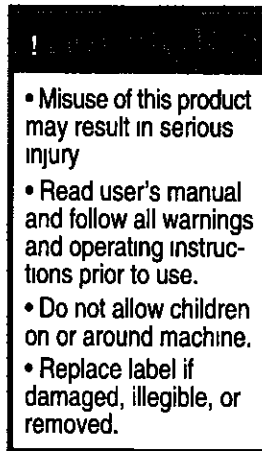 !
• Misuse of this product
may result in serious
injury
• Read user's manual
and follow all warnings
and operating instruc-
tions prior to use.
• Do not allow children
on or around machine.
• Replace label if
damaged, illegible, or
removed.